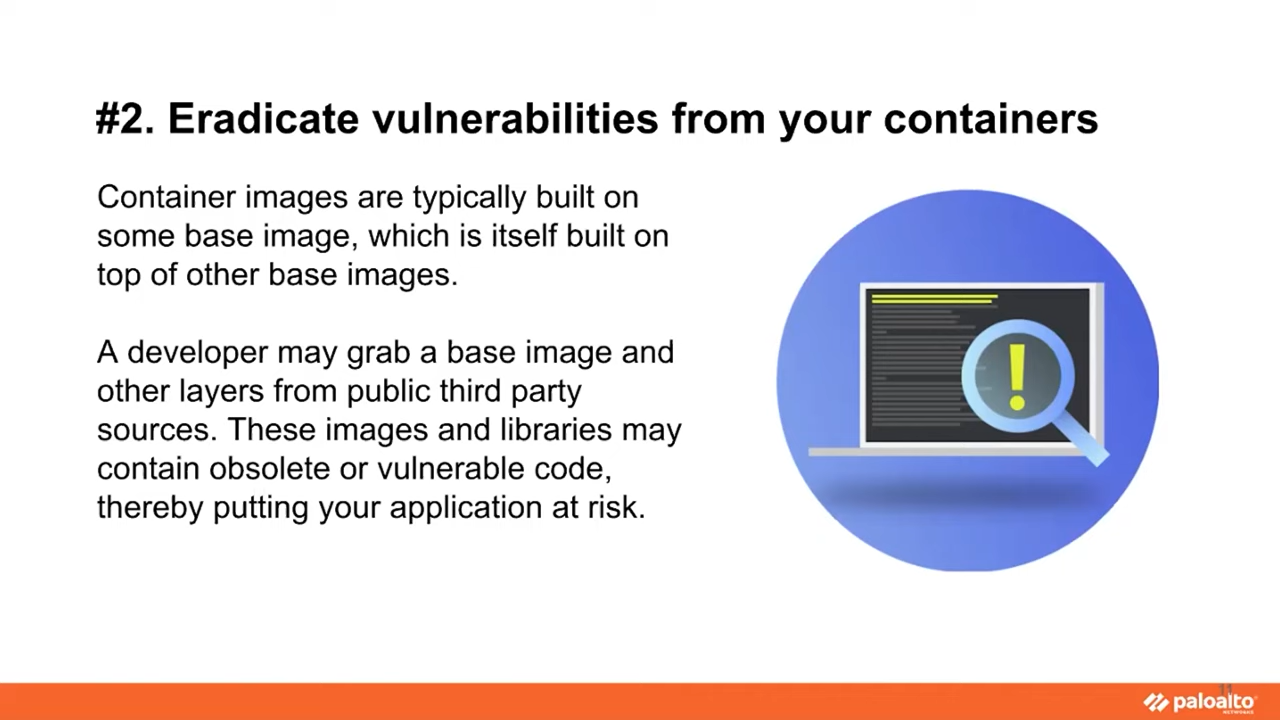 #2. Eradicate vulnerabilities from your containers
Container images are typically built on
some base image, which is itself built on
top of other base images.
A developer may grab a base image and
other layers from public third party
sources. These images and libraries may
contain obsolete or vulnerable code,
thereby putting your application at risk.
!
11
paloalto
NETWORKS